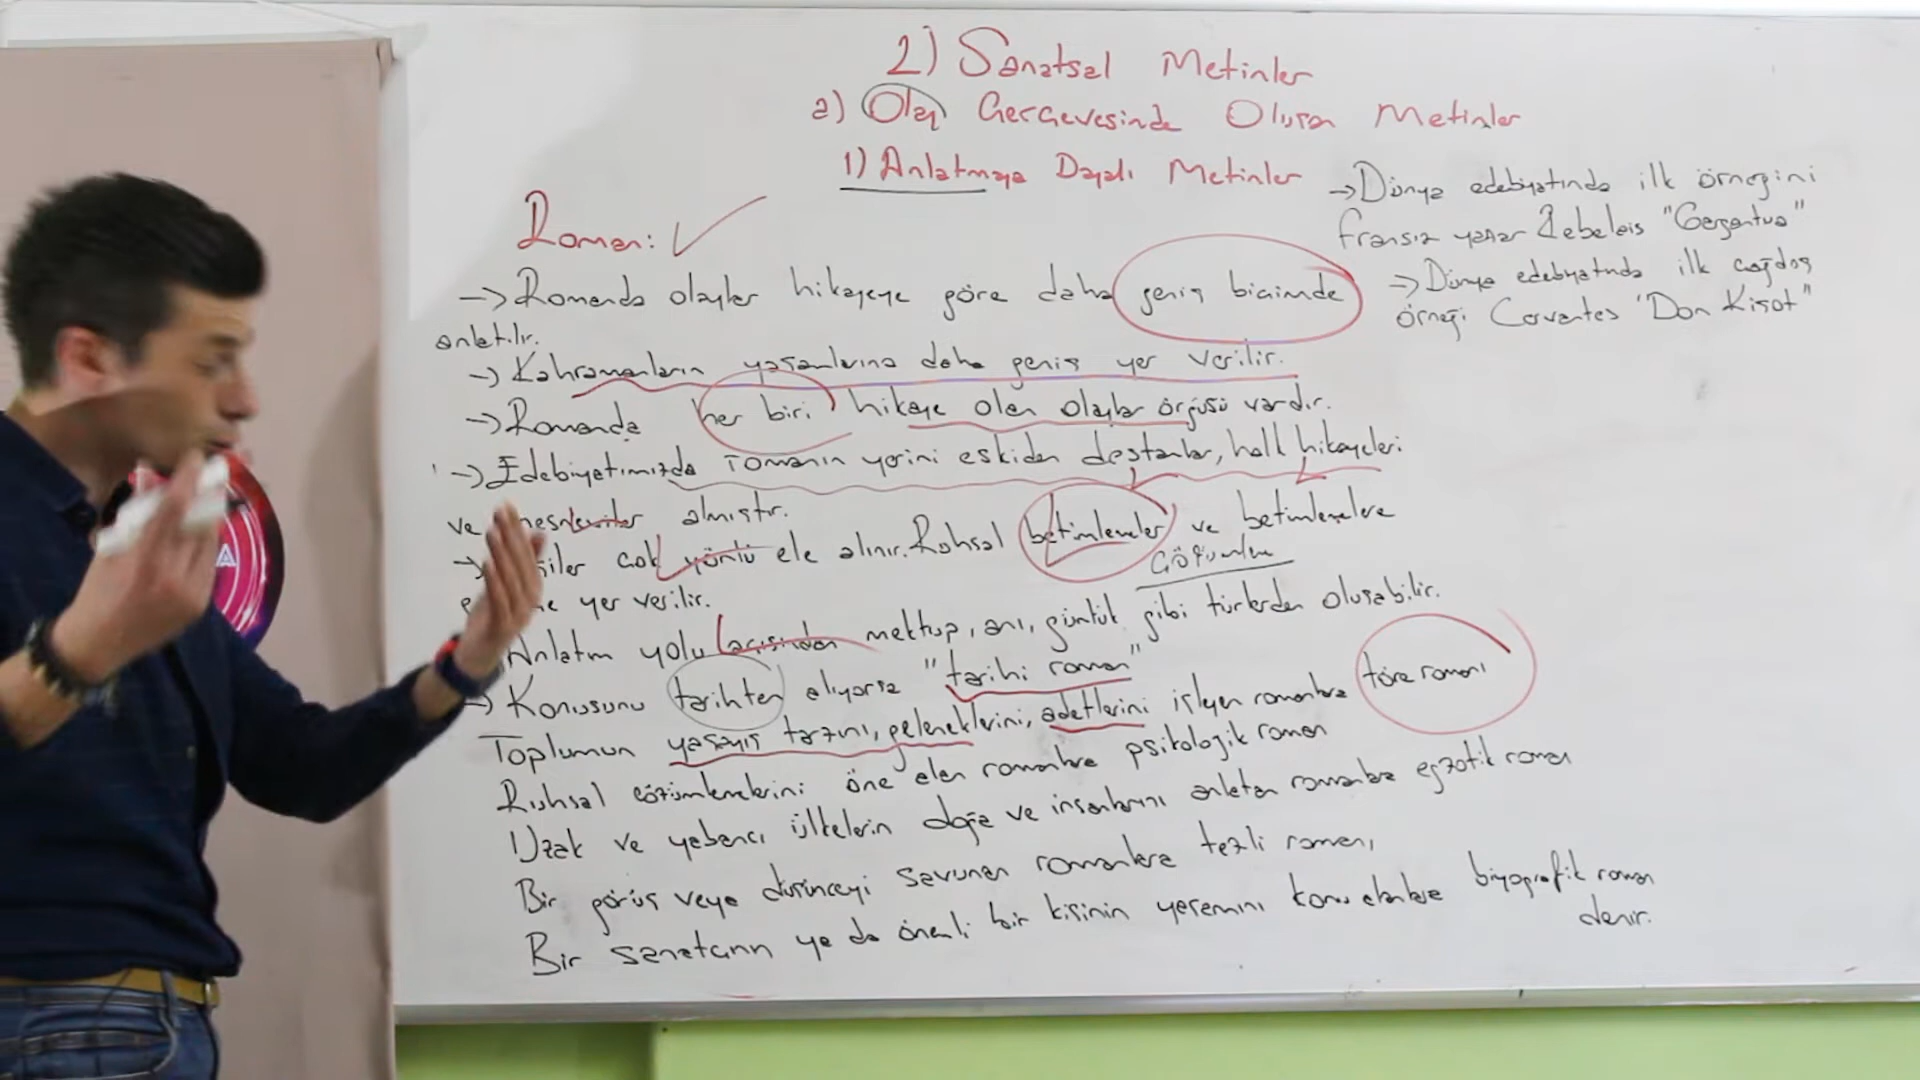 2) Sanatsal Metinler
a) Olay Çerçevesinde Oluşan Metinler
1) Anlatmaya Dayalı Metinler
Roman:
-> Romanda olaylar hikayeye göre daha geniş biçimde
anlatılır.
-> Kahramanların yaşamlarına daha geniş yer verilir.
-> Romanda her biri hikaye olan olaylar örgüsü vardır.
-> Edebiyatımızda romanın yerini eskiden destanlar, halk hikayeleri
ve mesneviler almıştır.
-> çok yönlü ele alınır. Ruhsal betimlemeler ve betimlemelere
çözümleme
yer verilir.
Anlatım yolu açısından mektup, anı, günlük gibi türlerden oluşabilir.
-> Konusunu tarihten alıyorsa "tarihi roman"
Toplumun yaşayış tarzını, geleneklerini, adetlerini işleyen romanlara töre romanı
Ruhsal çözümlemelerini öne alan romanlara psikolojik roman
Uzak ve yabancı ülkelerin doğa ve insanlarını anlatan romanlara egzotik roman
Bir görüş veya düşünceyi savunan romanlara tezli roman,
Bir sanatçının ya da önemli bir kişinin yaşamını konu alanlara biyografik roman
denir.
-> Dünya edebiyatında ilk örneğini
Fransız yazar Rebelais "Gargantua"
-> Dünya edebiyatında ilk çağdaş
örneği Cervantes 'Don Kişot"